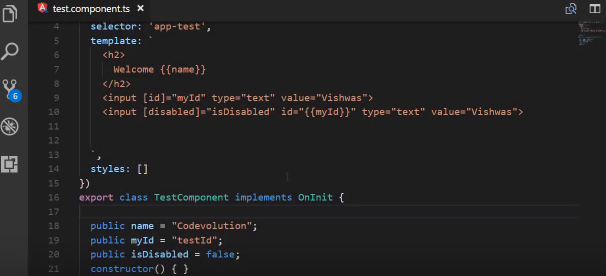 test.component.ts
4 selector: 'app-test',
5 template: `
6 <h2>
7 Welcome {{name}}
8 </h2>
9 <input [id]="myId" type="text" value="Vishwas">
10 <input [disabled]="isDisabled" id="{{myId}}" type="text" value="Vishwas">
11
12
13 `,
14 styles: []
15 })
16 export class TestComponent implements OnInit {
17
18 public name = "Codevolution";
19 public myId = "testId";
20 public isDisabled = false;
21 constructor() { }
6